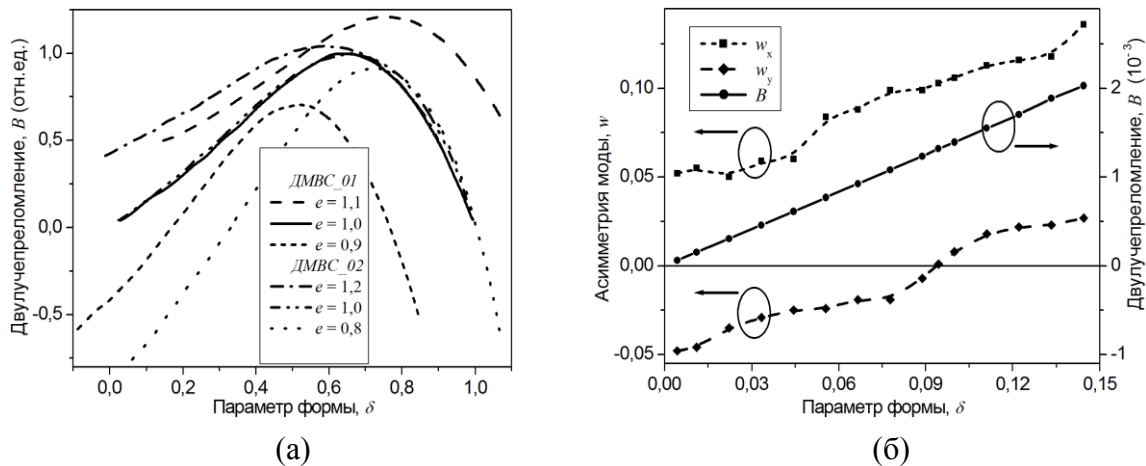 Двулучепреломление, B (отн.ед.)
1,0
0,5
0,0
-0,5
ДМВС_01
e = 1,1
e = 1,0
e = 0,9
ДМВС_02
e = 1,2
e = 1,0
e = 0,8
0,0 0,2 0,4 0,6 0,8 1,0
Параметр формы, δ
(а)
Асимметрия моды, w
0,10
0,05
0,00
-0,05
w_x
w_y
B
Двулучепреломление, B (10⁻³)
2
1
0
-1
0,00 0,03 0,06 0,09 0,12 0,15
Параметр формы, δ
(б)